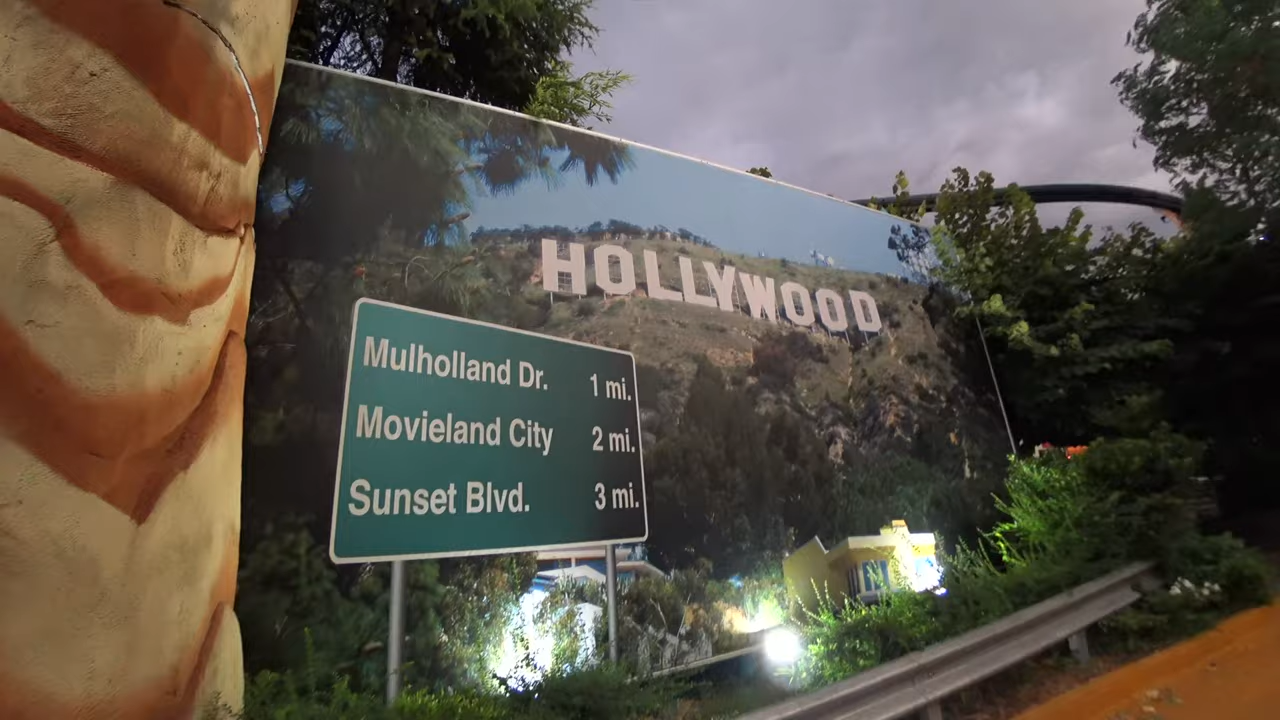 HOLLYWOOD
Mulholland Dr. 1 mi.
Movieland City 2 mi.
Sunset Blvd. 3 mi.